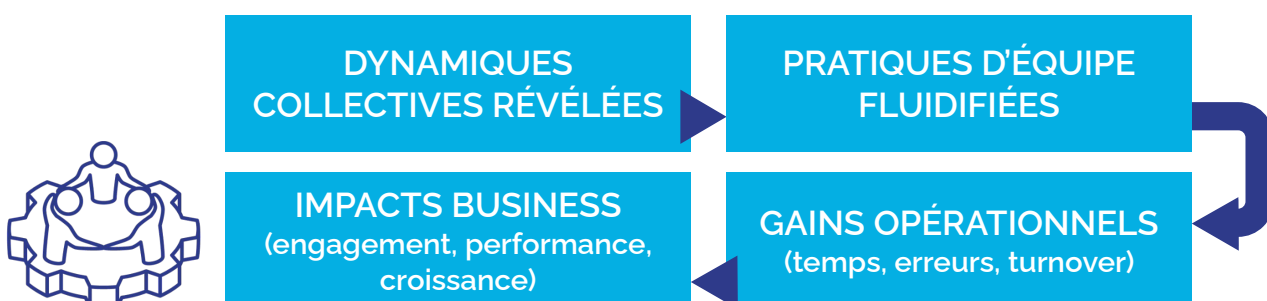 DYNAMIQUES
COLLECTIVES RÉVÉLÉES
PRATIQUES D'ÉQUIPE
FLUIDIFIÉES
GAINS OPÉRATIONNELS
(temps, erreurs, turnover)
IMPACTS BUSINESS
(engagement, performance,
croissance)